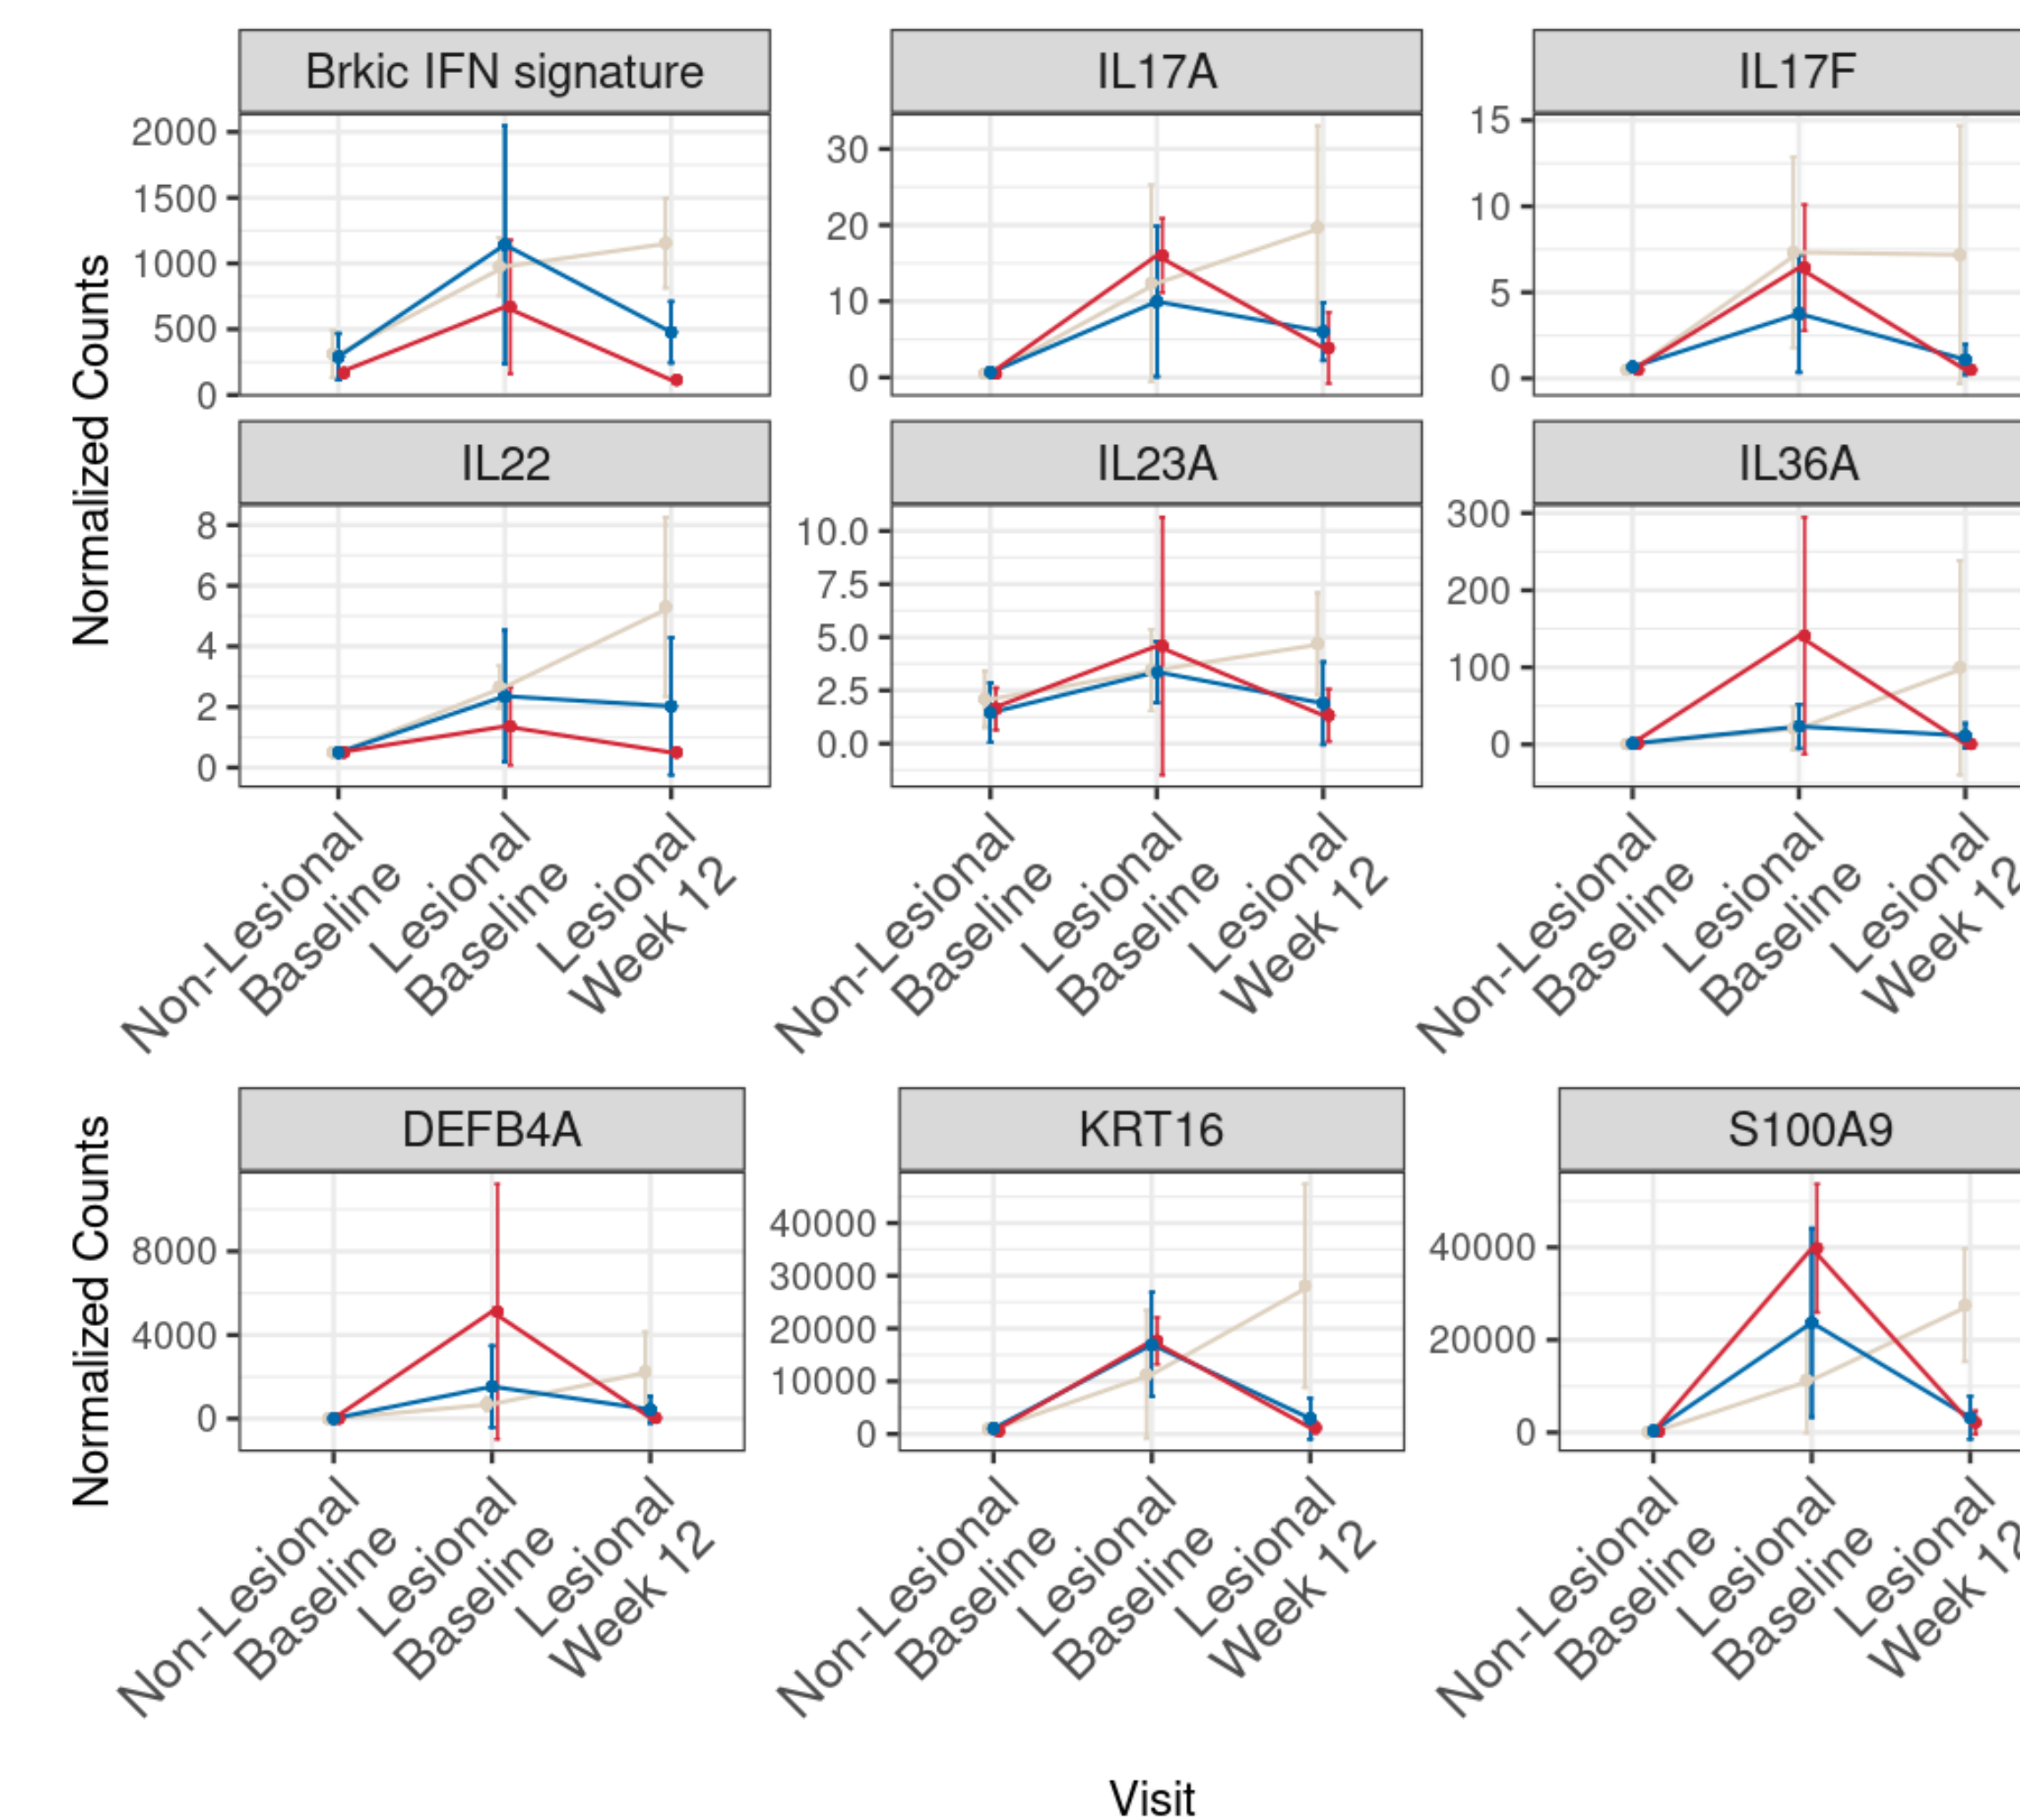 Brkic IFN signature
IL17A
IL17F
2000
1500
1000
500
0
30
20
10
0
15
10
5
0
Normalized Counts
IL22
IL23A
IL36A
8
6
4
2
0
10.0
7.5
5.0
2.5
0.0
300
200
100
0
Non-Lesional
Baseline
Lesional
Baseline
Lesional
Week 12
Non-Lesional
Baseline
Lesional
Baseline
Lesional
Week 12
Non-Lesional
Baseline
Lesional
Baseline
Lesional
Week 12
DEFB4A
KRT16
S100A9
Normalized Counts
8000
4000
0
40000
30000
20000
10000
0
40000
20000
0
Non-Lesional
Baseline
Lesional
Baseline
Lesional
Week 12
Non-Lesional
Baseline
Lesional
Baseline
Lesional
Week 12
Non-Lesional
Baseline
Lesional
Baseline
Lesional
Week 12
Visit